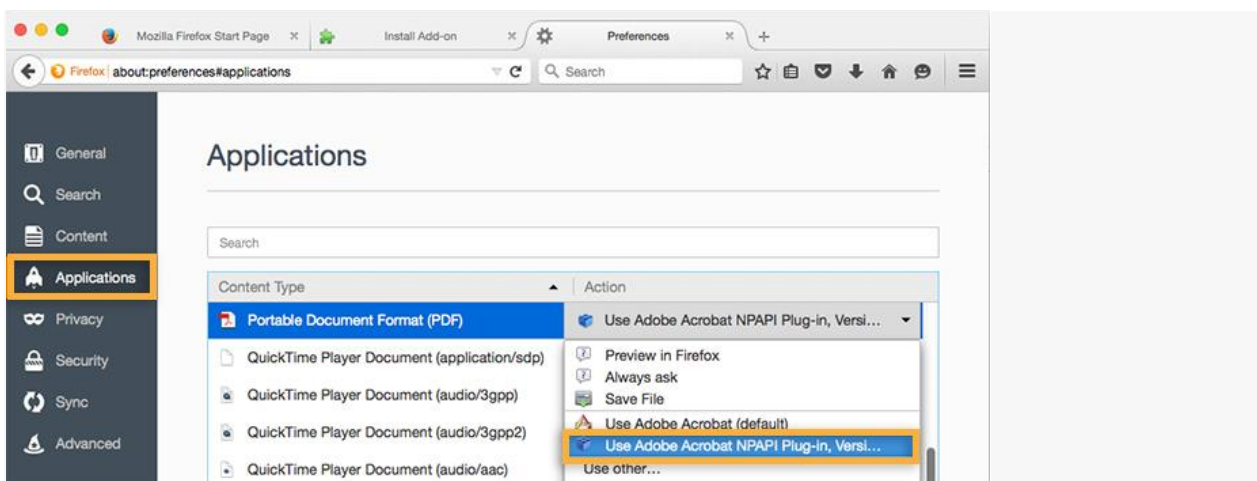 Mozilla Firefox Start Page
Install Add-on
Preferences
Firefox about:preferences#applications
Search
General
Search
Content
Applications
Privacy
Security
Sync
Advanced
Applications
Search
Content Type
Action
Portable Document Format (PDF)
Use Adobe Acrobat NPAPI Plug-in, Versi...
QuickTime Player Document (application/sdp)
QuickTime Player Document (audio/3gpp)
QuickTime Player Document (audio/3gpp2)
QuickTime Player Document (audio/aac)
Preview in Firefox
Always ask
Save File
Use Adobe Acrobat (default)
Use Adobe Acrobat NPAPI Plug-in, Versi...
Use other...